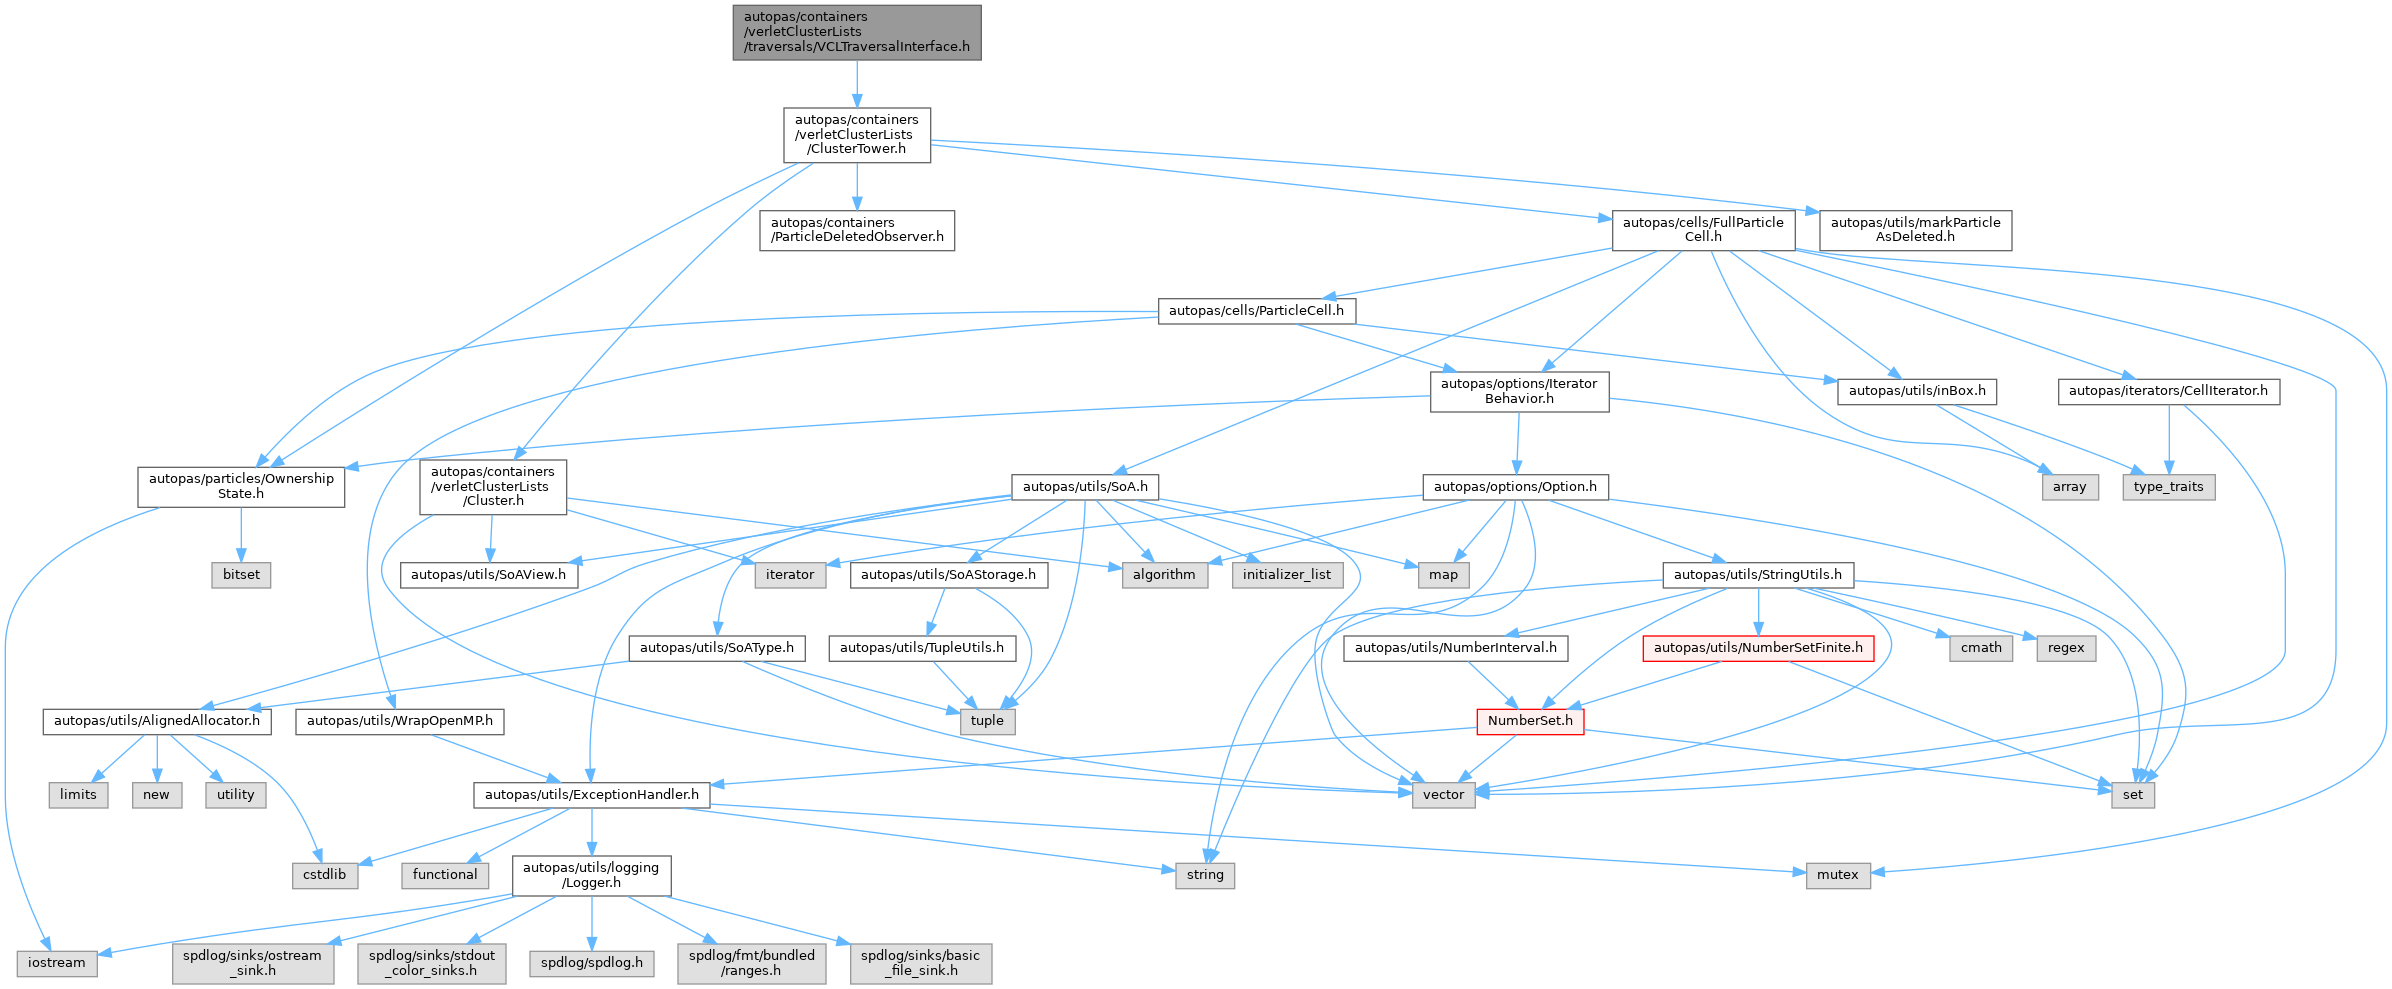 autopas/containers
/verletClusterLists
/traversals/VCLTraversalInterface.h
autopas/containers
/verletClusterLists
/ClusterTower.h
autopas/containers
/ParticleDeletedObserver.h
autopas/cells/FullParticle
Cell.h
autopas/utils/markParticle
AsDeleted.h
autopas/cells/ParticleCell.h
autopas/options/Iterator
Behavior.h
autopas/utils/inBox.h
autopas/iterators/CellIterator.h
autopas/particles/Ownership
State.h
autopas/containers
/verletClusterLists
/Cluster.h
autopas/utils/SoA.h
autopas/options/Option.h
array
type_traits
bitset
autopas/utils/SoAView.h
iterator
autopas/utils/SoAStorage.h
algorithm
initializer_list
map
autopas/utils/StringUtils.h
autopas/utils/SoAType.h
autopas/utils/TupleUtils.h
autopas/utils/NumberInterval.h
autopas/utils/NumberSetFinite.h
cmath
regex
autopas/utils/AlignedAllocator.h
autopas/utils/WrapOpenMP.h
tuple
NumberSet.h
limits
new
utility
autopas/utils/ExceptionHandler.h
vector
set
cstdlib
functional
autopas/utils/logging
/Logger.h
string
mutex
iostream
spdlog/sinks/ostream
_sink.h
spdlog/sinks/stdout
_color_sinks.h
spdlog/spdlog.h
spdlog/fmt/bundled
/ranges.h
spdlog/sinks/basic
_file_sink.h